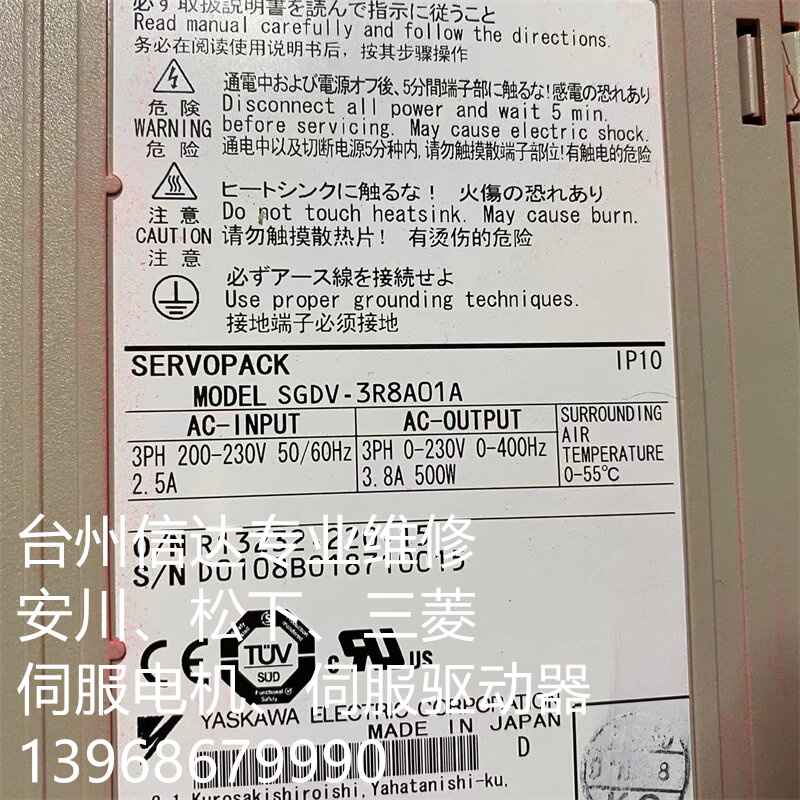 必ず取扱説明書を読んで指示に従うこと
Read manual carefully and follow the directions.
务必在阅读使用说明书后，按其步骤操作
危険
WARNING
危险
通電中および電源オフ後、5分間端子部に触るな！感電の恐れあり
Disconnect all power and wait 5 min.
before servicing. May cause electric shock.
通电中以及切断电源5分种内，请勿触摸散端子部位！有触电的危险
注意
CAUTION
注意
ヒートシンクに触るな！ 火傷の恐れあり
Do not touch heatsink. May cause burn.
请勿触摸散热片！ 有烫伤的危险
必ずアース線を接続せよ
Use proper grounding techniques.
接地端子必须接地
SERVOPACK IP10
MODEL SGDV-3R8A01A
AC-INPUT
3PH 200-230V 50/60Hz
2.5A
AC-OUTPUT
3PH 0-230V 0-400Hz
3.8A 500W
SURROUNDING
AIR
TEMPERATURE
0-55℃
台州信达专业维修
O/N
S/N D0108B018710015
安川、松下、三菱
CE
TÜV
SÜD
Functional
Safety
c RU US
伺服电机、伺服驱动器
YASKAWA ELECTRIC CORPORATION
MADE IN JAPAN
D
13968679990
8
Kurosakishiroishi, Yahatanishi-ku,